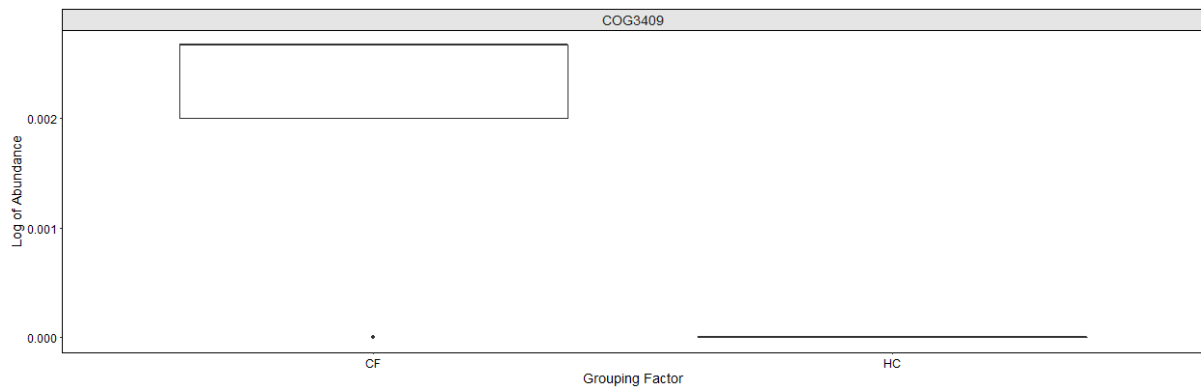 COG3409
Log of Abundance
0.002
0.001
0.000
CF
HC
Grouping Factor